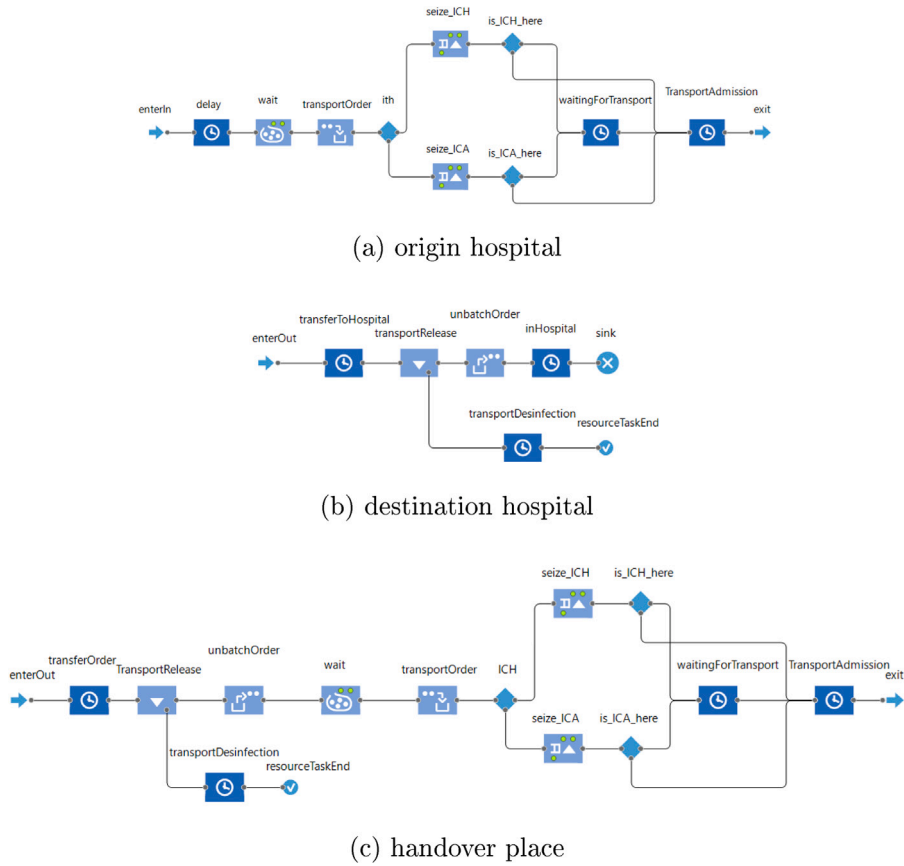 seize_ICH
is_ICH_here
delay
wait
transportOrder
ith
enterIn
waitingForTransport
TransportAdmission
exit
seize_ICA
is_ICA_here
(a) origin hospital
transferToHospital
unbatchOrder
enterOut
transportRelease
inHospital
sink
transportDesinfection
resourceTaskEnd
(b) destination hospital
seize_ICH
is_ICH_here
transferOrder
unbatchOrder
enterOut
TransportRelease
wait
transportOrder
ICH
waitingForTransport
TransportAdmission
exit
seize_ICA
is_ICA_here
transportDesinfection
resourceTaskEnd
(c) handover place